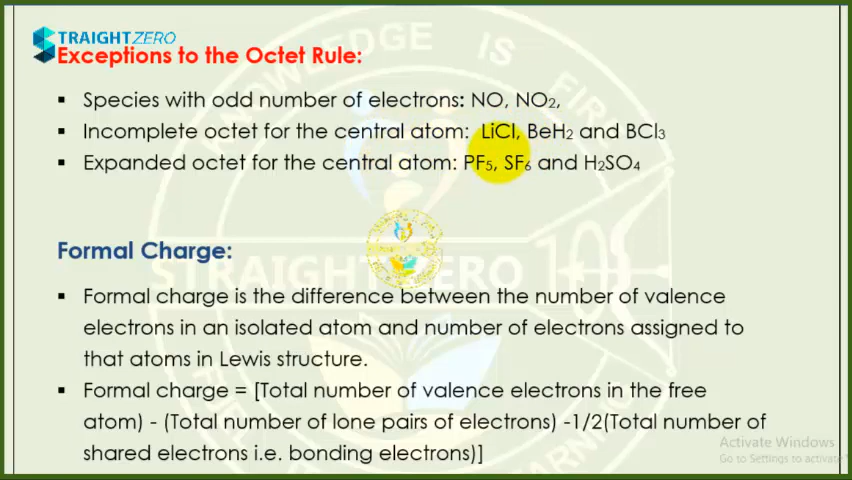 STRAIGHTZERO
Exceptions to the Octet Rule:
▪ Species with odd number of electrons: NO, NO₂,
▪ Incomplete octet for the central atom: LiCl, BeH₂ and BCl₃
▪ Expanded octet for the central atom: PF₅, SF₆ and H₂SO₄
KNOWLEDGE IS
STRAIGHT ZERO
Formal Charge:
▪ Formal charge is the difference between the number of valence
electrons in an isolated atom and number of electrons assigned to
that atoms in Lewis structure.
▪ Formal charge = [Total number of valence electrons in the free
atom) - (Total number of lone pairs of electrons) -1/2(Total number of
shared electrons i.e. bonding electrons)]
Activate Windows
Go to Settings to activate